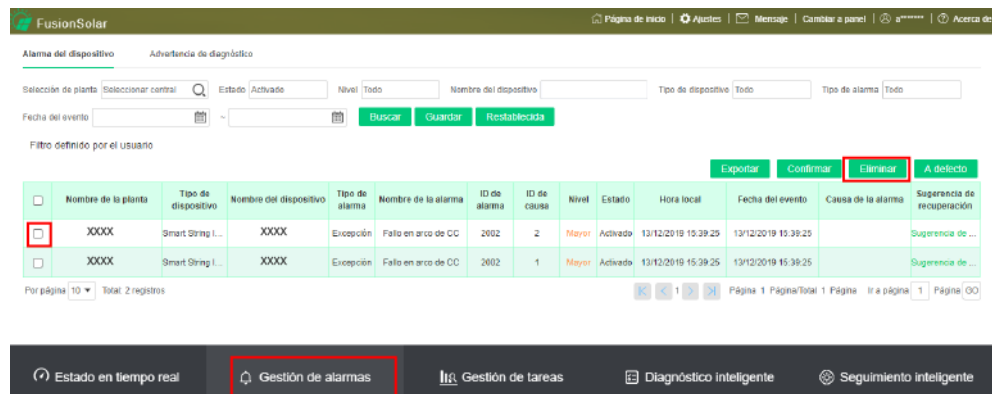 FusionSolar Página de inicio | Ajustes | Mensaje | Cambiar a panel | a******* | Acerca de
Alarma del dispositivo Advertencia de diagnóstico
Selección de planta Seleccionar central Estado Activado Nivel Todo Nombre del dispositivo Tipo de dispositivo Todo Tipo de alarma Todo
Fecha del evento ~ Buscar Guardar Restablecida
Filtro definido por el usuario
Exportar Confirmar Eliminar A defecto
Nombre de la planta Tipo de dispositivo Nombre del dispositivo Tipo de alarma Nombre de la alarma ID de alarma ID de causa Nivel Estado Hora local Fecha del evento Causa de la alarma Sugerencia de recuperación
XXXX Smart String I... XXXX Excepción Fallo en arco de CC 2002 2 Mayor Activado 13/12/2019 15:39:25 13/12/2019 15:39:25 Sugerencia de ...
XXXX Smart String I... XXXX Excepción Fallo en arco de CC 2002 1 Mayor Activado 13/12/2019 15:39:25 13/12/2019 15:39:25 Sugerencia de ...
Por página 10 Total: 2 registros 1 Página 1 Página/Total 1 Página Ir a página 1 Página GO
Estado en tiempo real Gestión de alarmas Gestión de tareas Diagnóstico inteligente Seguimiento inteligente